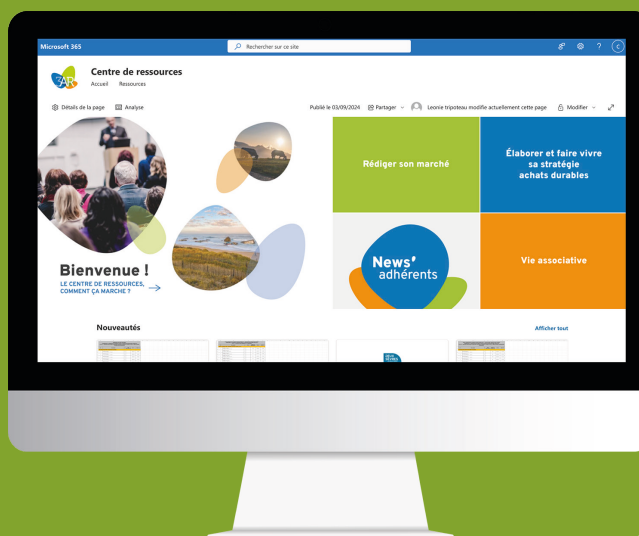 Microsoft 365
Rechercher sur ce site
?
C
3AR
Centre de ressources
Accueil Ressources
Détails de la page
Analyse
Publié le 03/09/2024
Partager
Leonie tripoteau modifie actuellement cette page
Modifier
Bienvenue !
LE CENTRE DE RESSOURCES,
COMMENT ÇA MARCHE ?
Rédiger son marché
Élaborer et faire vivre
sa stratégie
achats durables
News'
adhérents
Vie associative
Nouveautés
Afficher tout